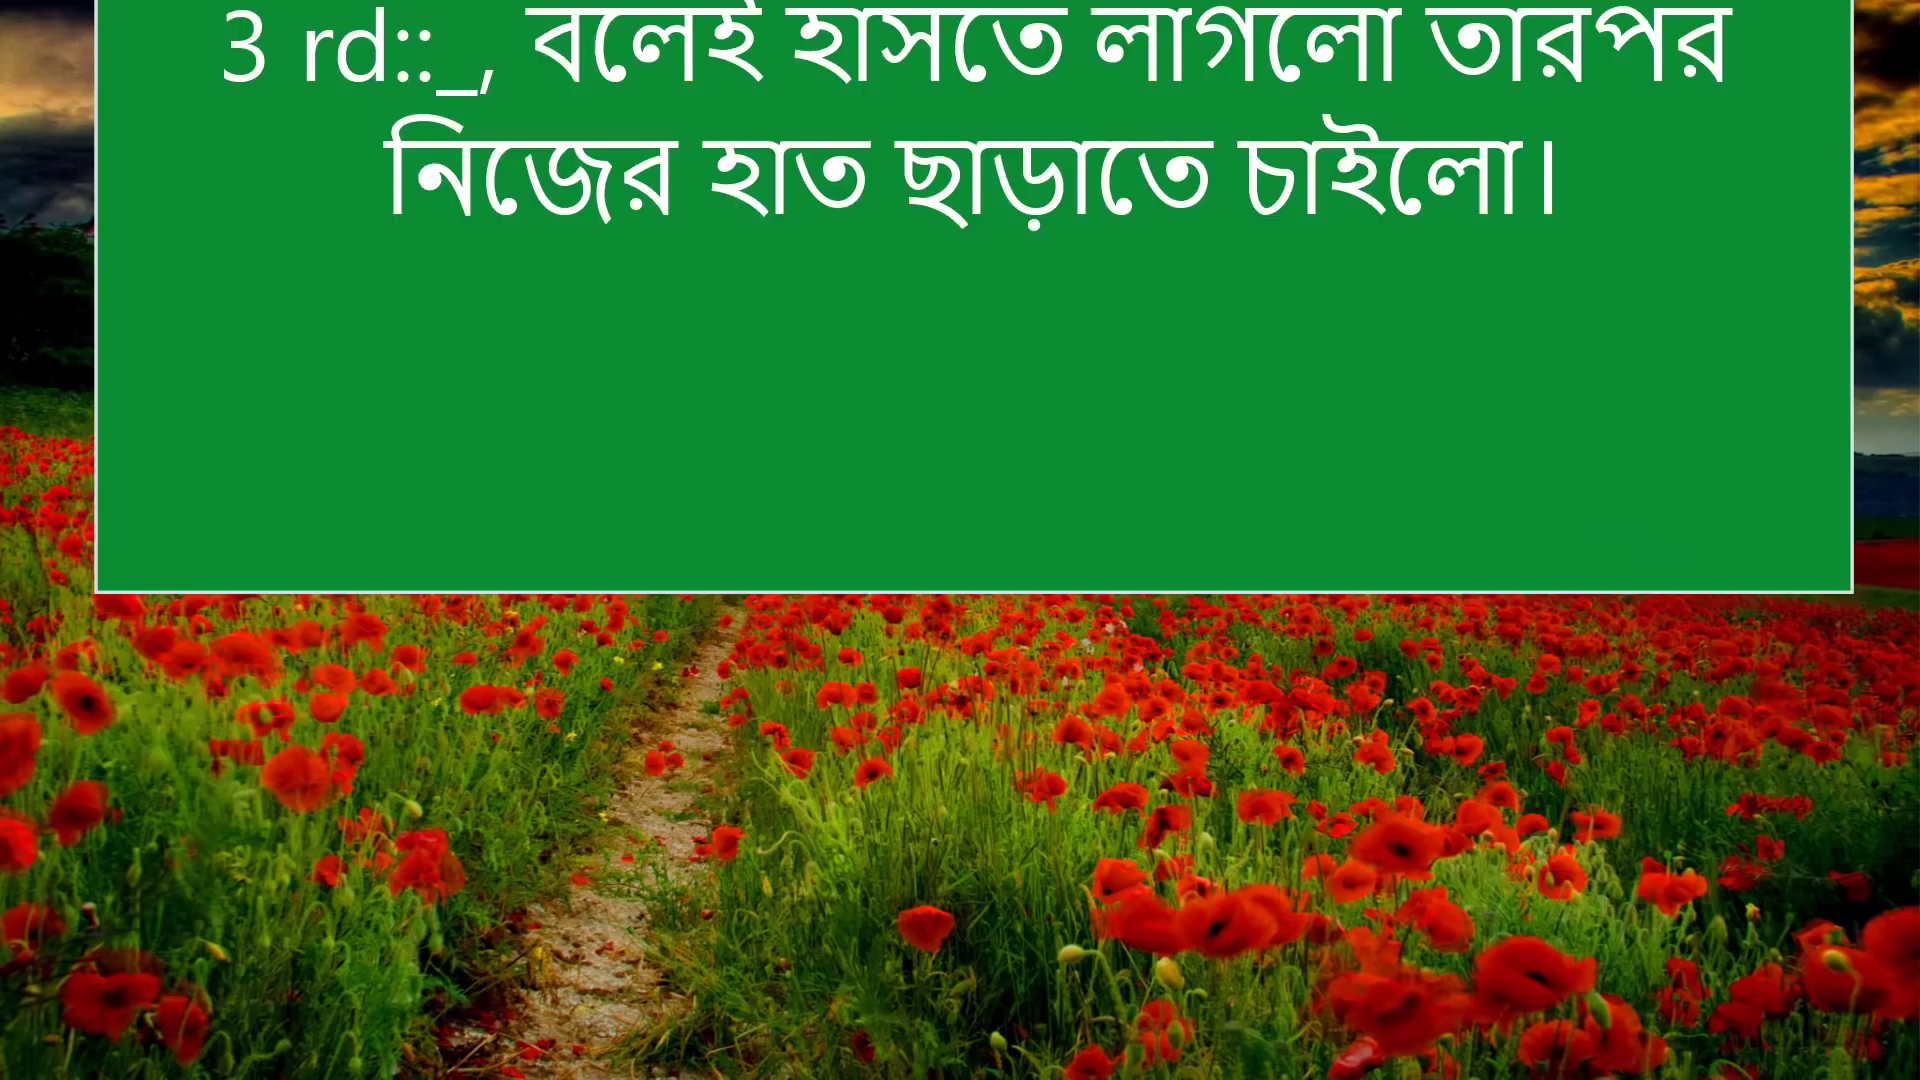 3 rd::_, বলেই হাসতে লাগলো তারপর
নিজের হাত ছাড়াতে চাইলো।